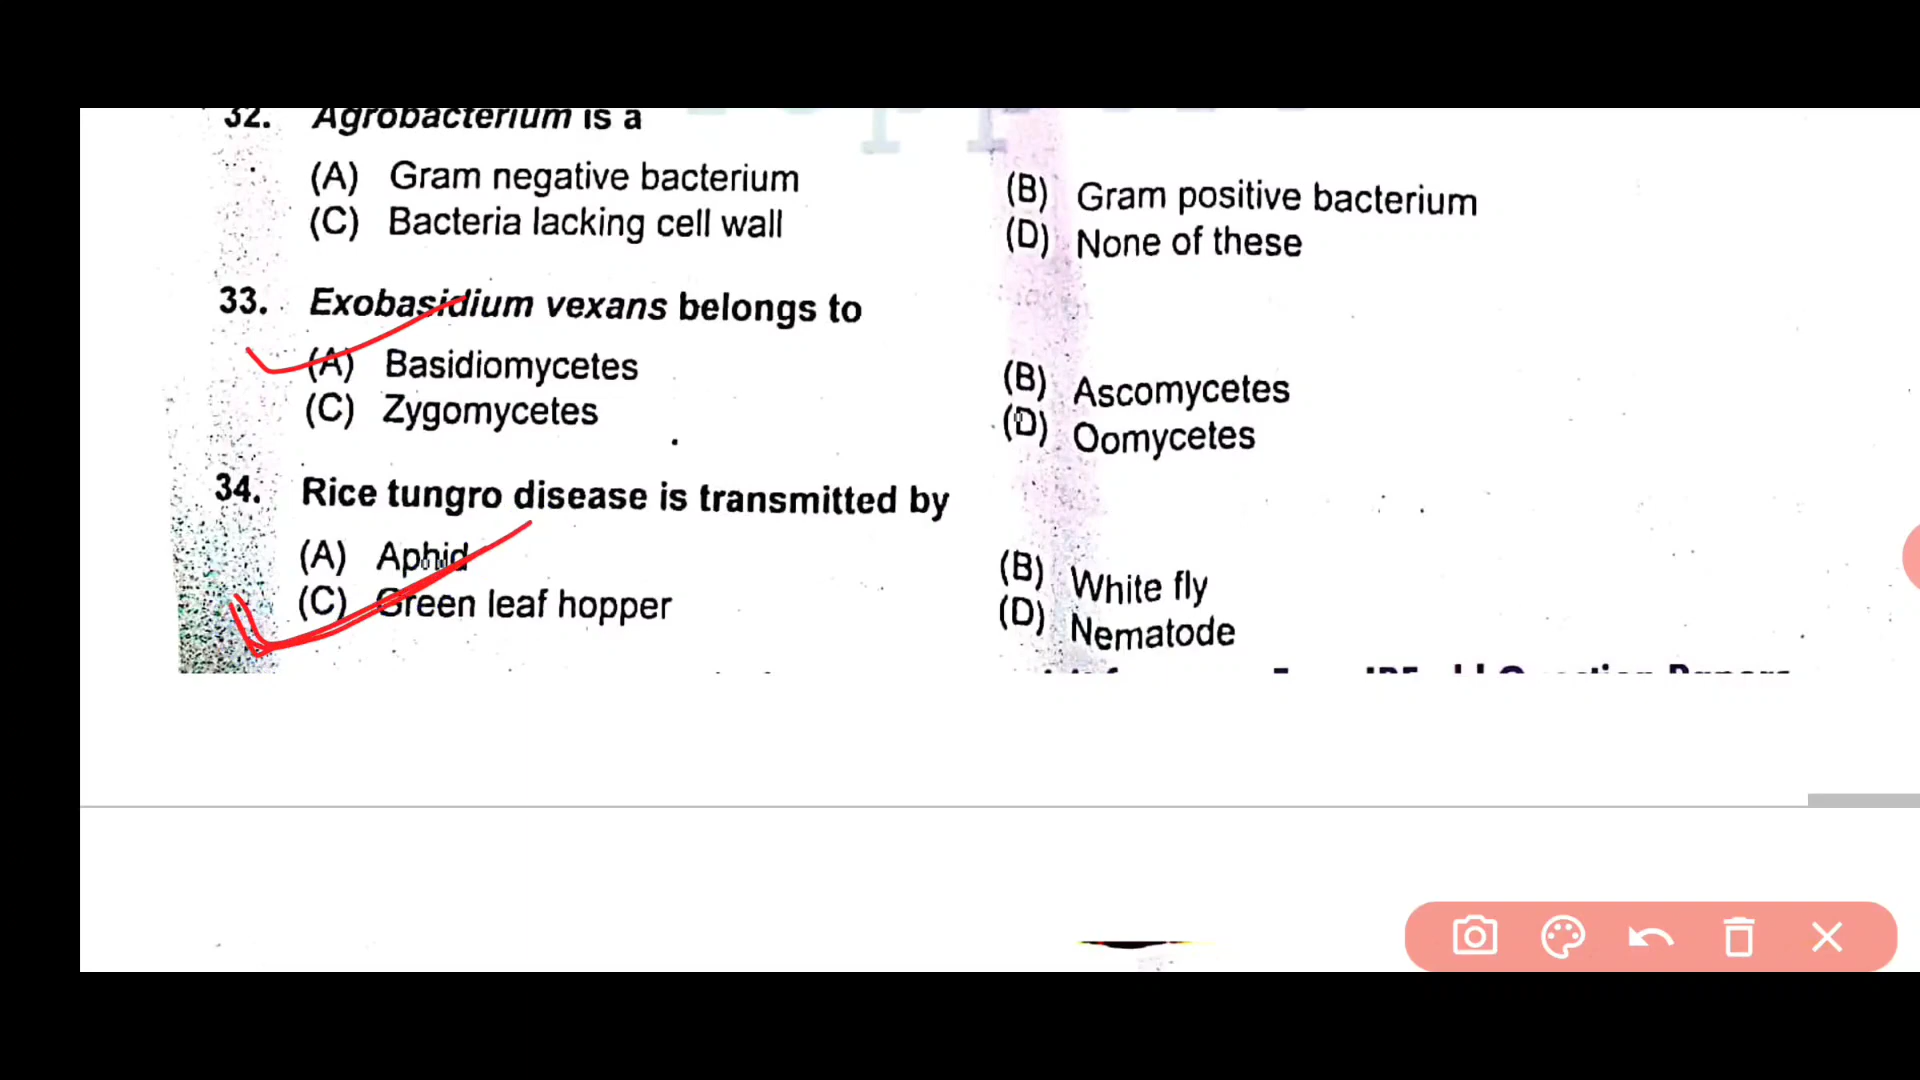 32. Agrobacterium is a
(A) Gram negative bacterium (B) Gram positive bacterium
(C) Bacteria lacking cell wall (D) None of these
33. Exobasidium vexans belongs to
(A) Basidiomycetes (B) Ascomycetes
(C) Zygomycetes (D) Oomycetes
34. Rice tungro disease is transmitted by
(A) Aphid (B) White fly
(C) Green leaf hopper (D) Nematode